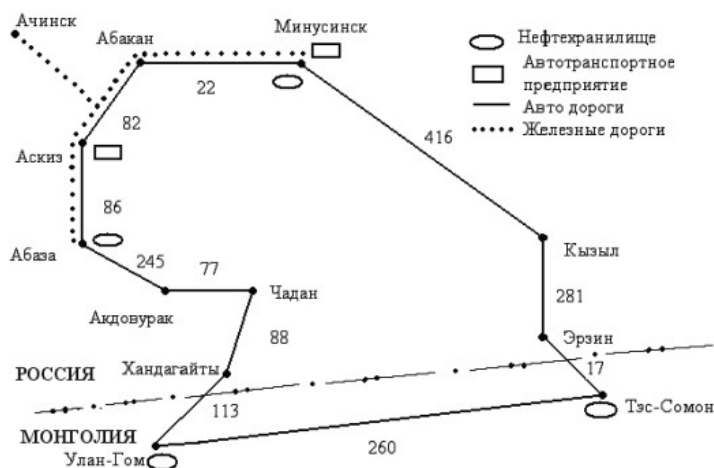 Ачинск
Абакан
Минусинск
Нефтехранилище
Автотранспортное
предприятие
Авто дороги
Железные дороги
22
82
416
Аскиз
86
Абаза
245
77
Чадан
Кызыл
Акдовурак
88
281
Хандагайты
Эрзин
РОССИЯ
17
113
Тэс-Сомон
МОНГОЛИЯ
260
Улан-Гом